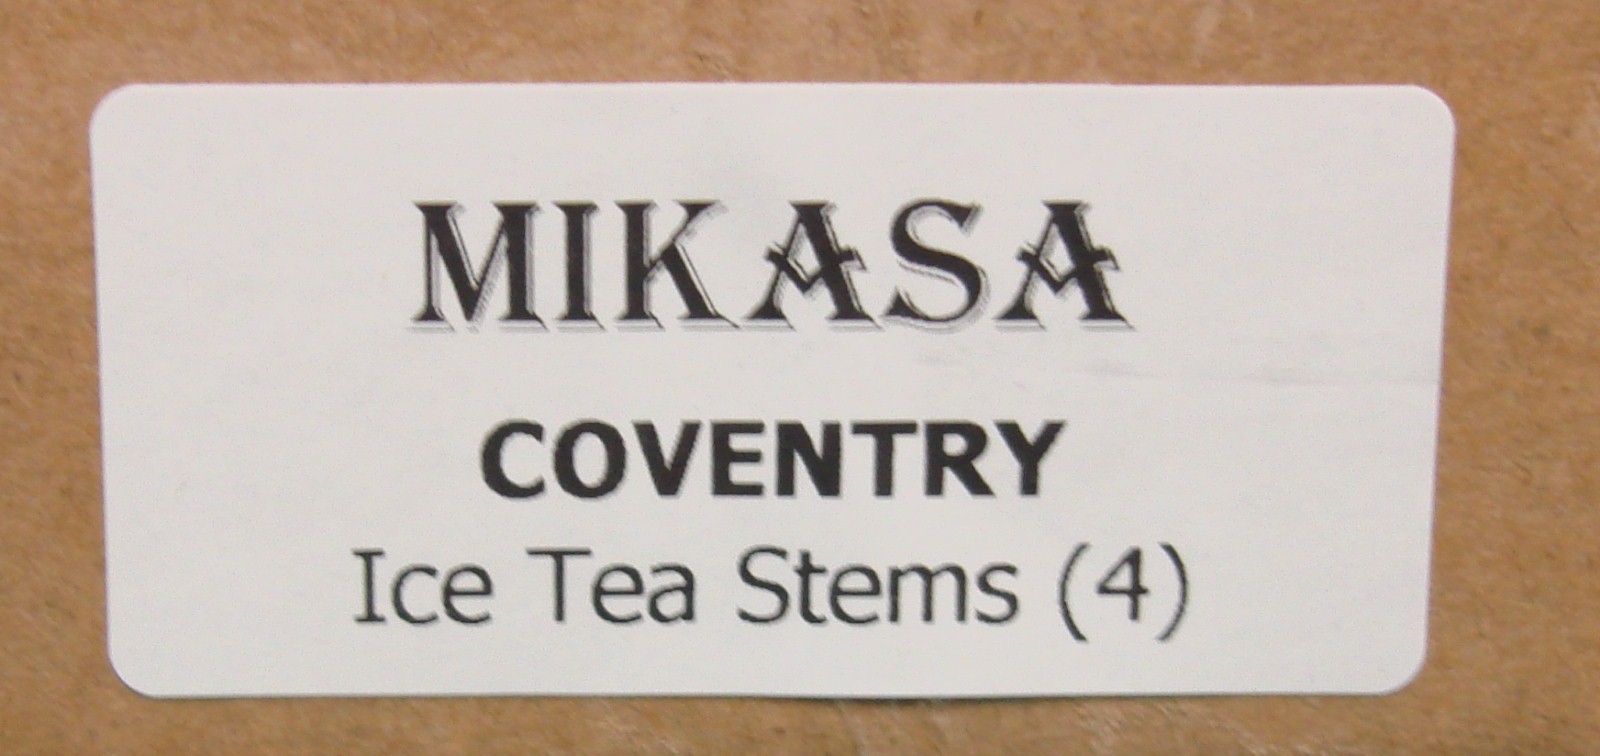 MIKASA
COVENTRY
Ice Tea Stems (4)